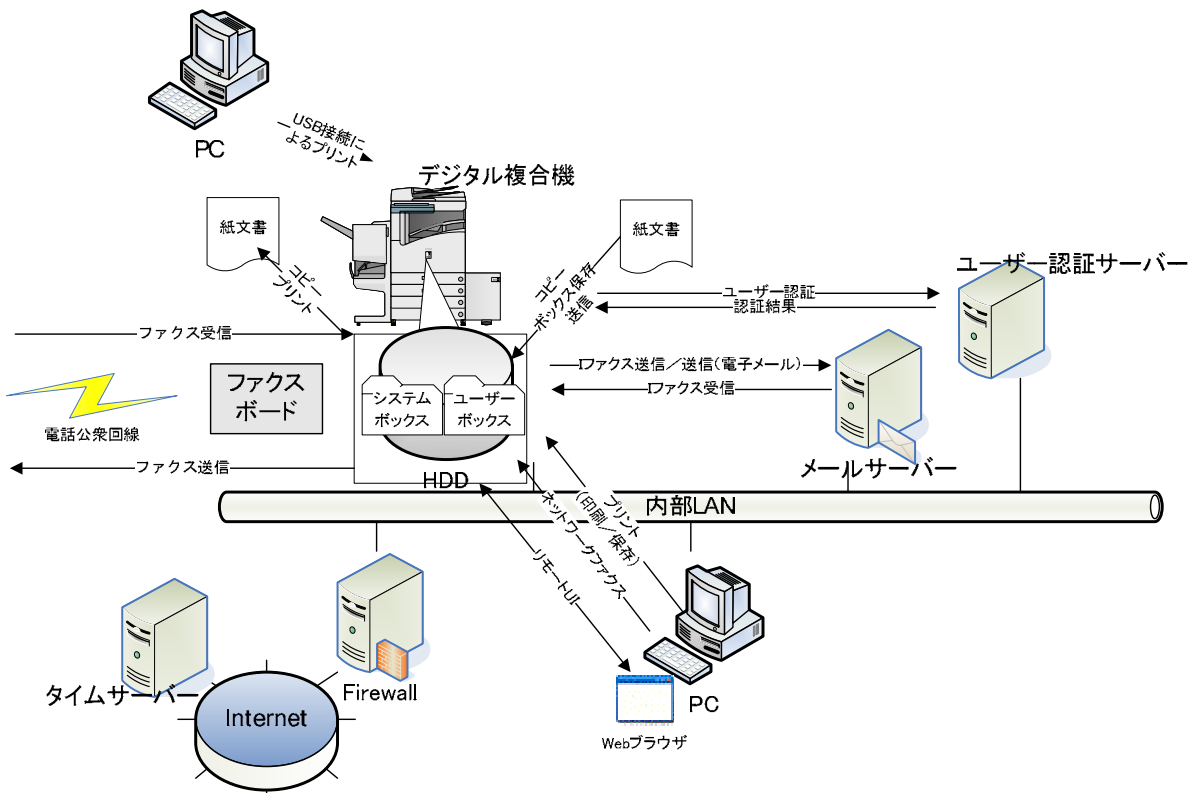 PC
USB接続に
よるプリント
デジタル複合機
紙文書
コピー
プリント
紙文書
コピー
ボックス保存
送信
ユーザー認証サーバー
ユーザー認証
認証結果
ファクス受信
ファクス
ボード
電話公衆回線
ファクス送信
システム
ボックス
ユーザー
ボックス
HDD
Iファクス送信／送信(電子メール)
Iファクス受信
メールサーバー
内部LAN
プリント
(印刷／保存)
ネットワークファクス
リモートUI
タイムサーバー
Internet
Firewall
PC
Webブラウザ